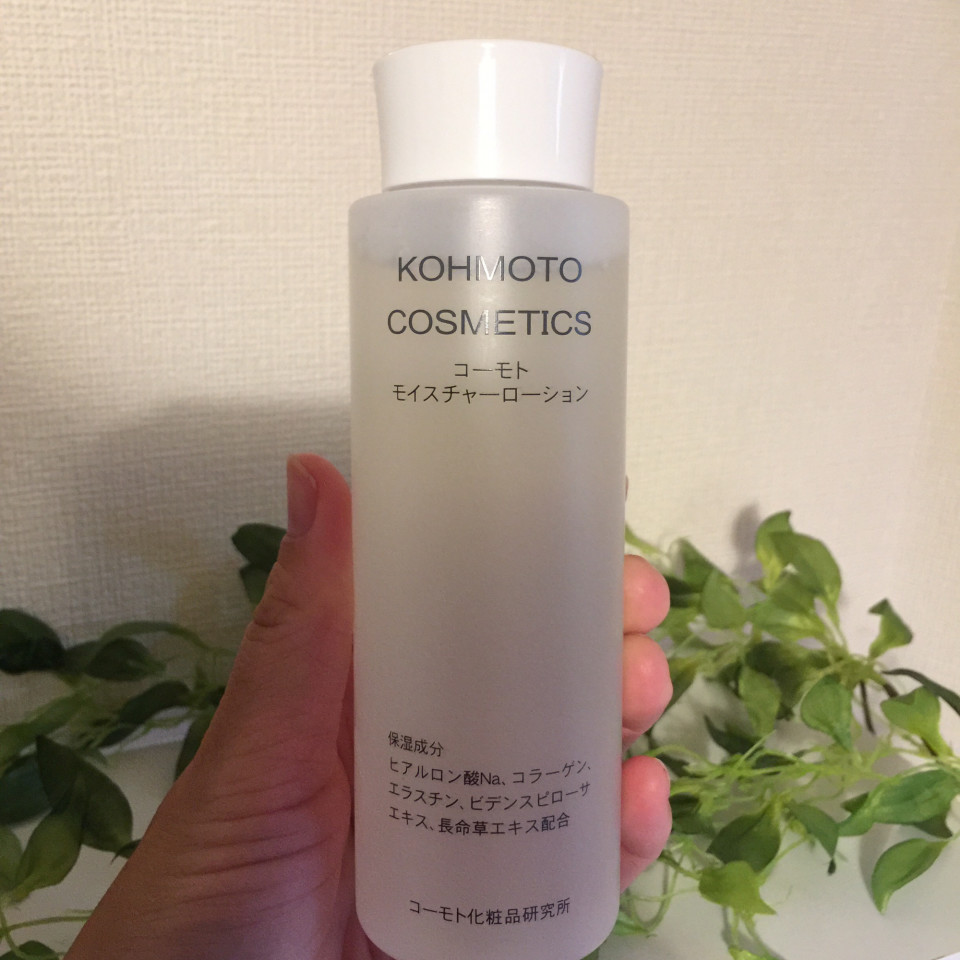 KOHMOTO
COSMETICS
コーモト
モイスチャーローション
保湿成分
ヒアルロン酸Na、コラーゲン、
エラスチン、ビデンスピローサ
エキス、長命草エキス配合
コーモト化粧品研究所